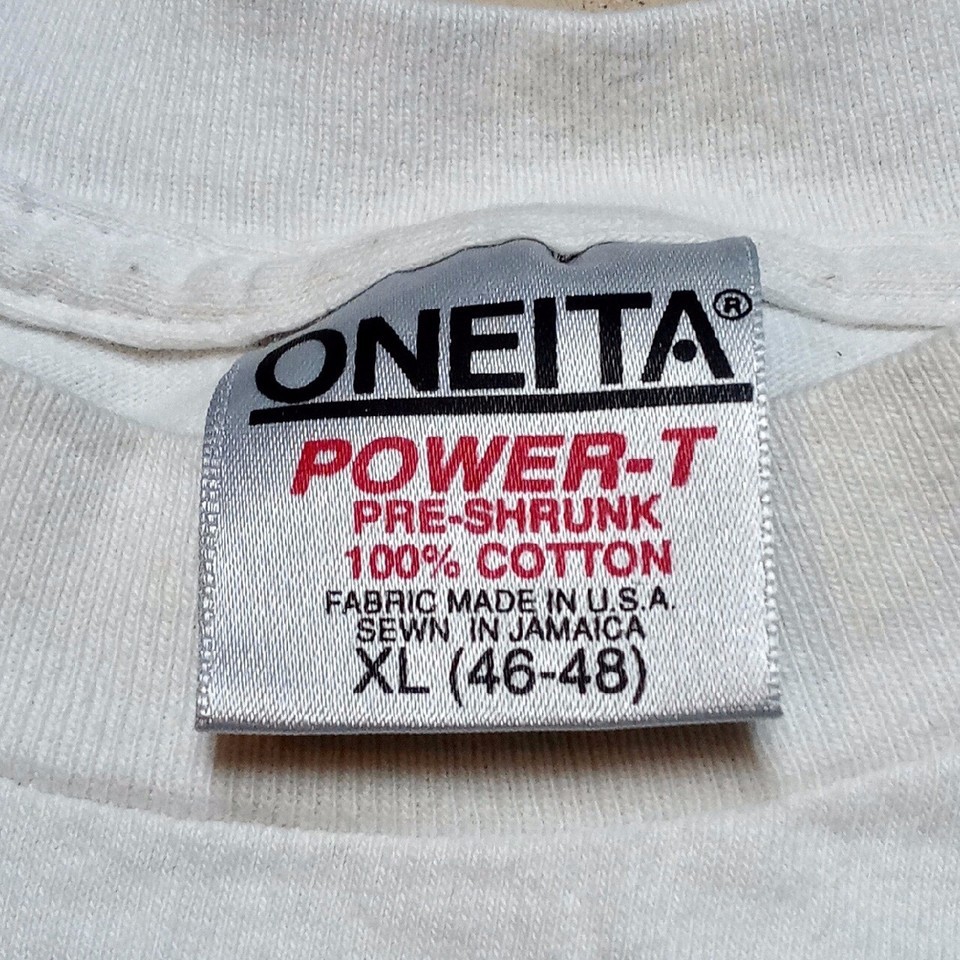 ONEITA®
POWER-T
PRE-SHRUNK
100% COTTON
FABRIC MADE IN U.S.A.
SEWN IN JAMAICA
XL (46-48)